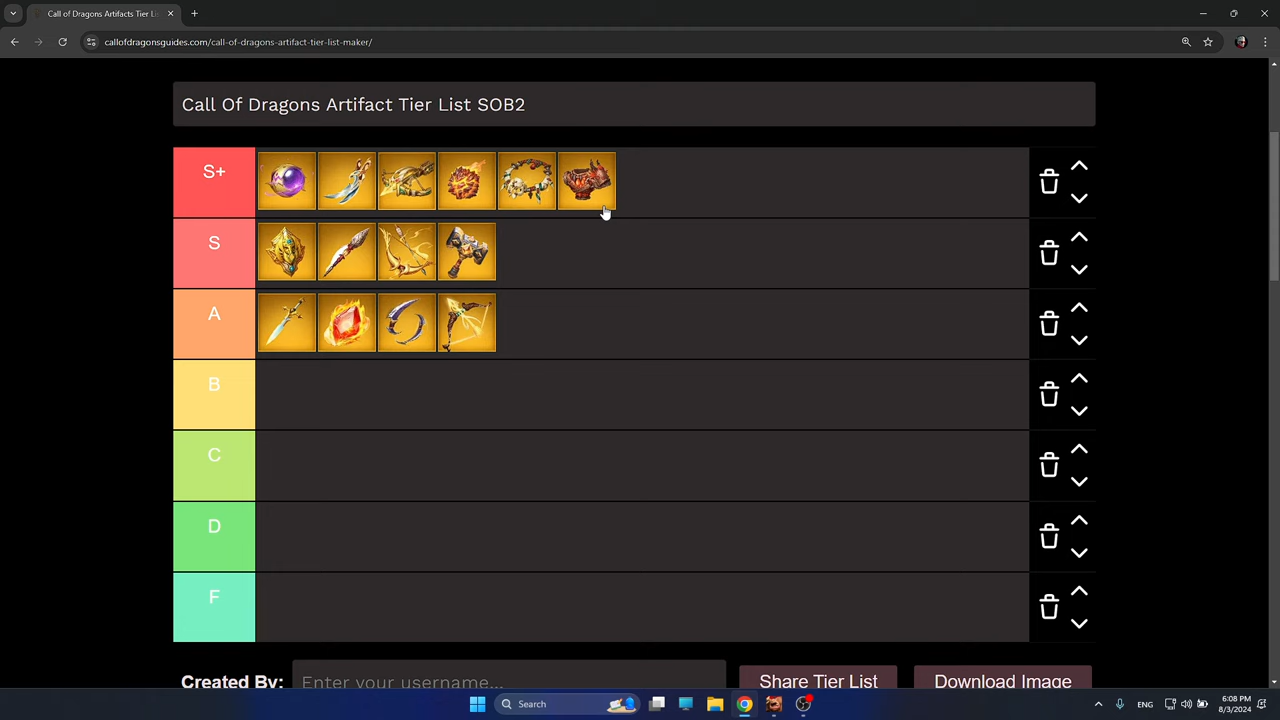 Call of Dragons Artifacts Tier List
callofdragonsguides.com/call-of-dragons-artifact-tier-list-maker/
Call Of Dragons Artifact Tier List SOB2
S+
S
A
B
C
D
F
Created By:
Enter your username...
Share Tier List
Download Image
Search
ENG
6:08 PM
8/3/2024